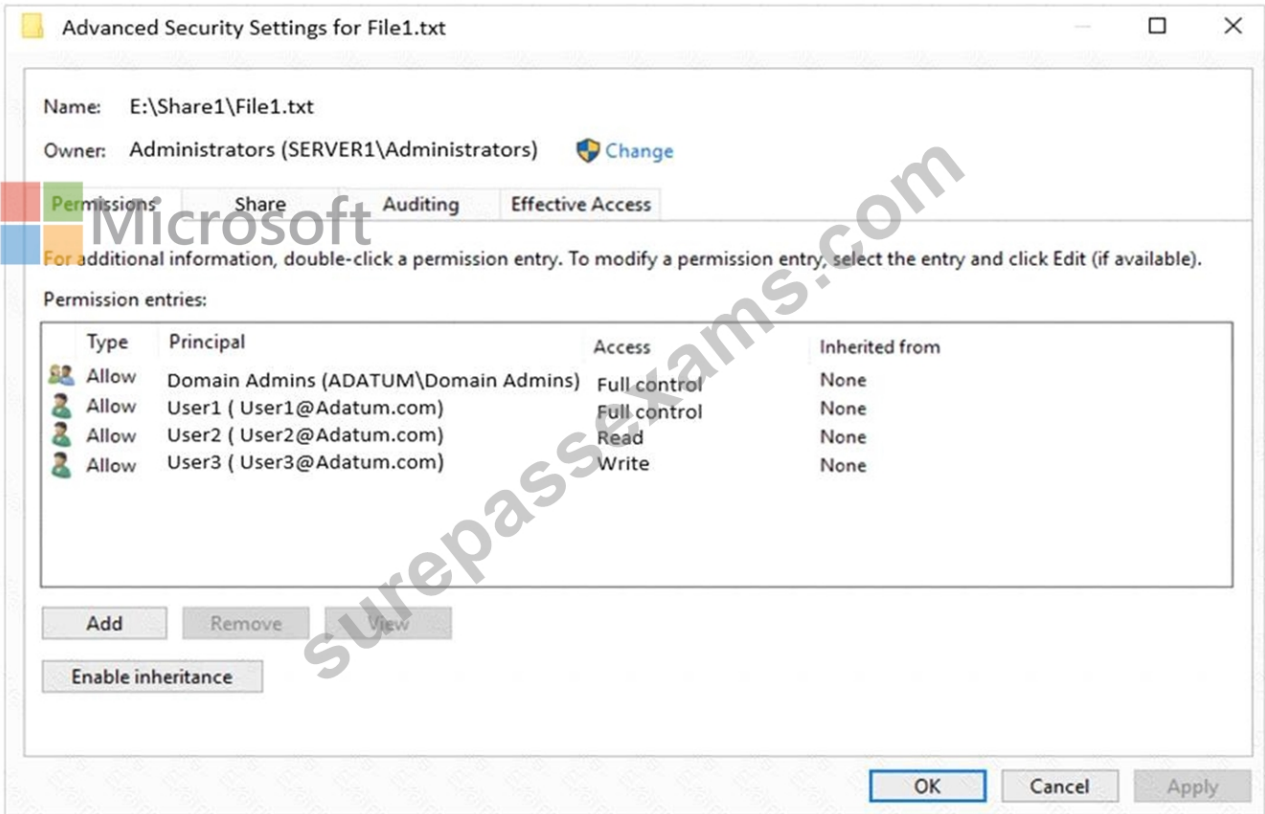 Advanced Security Settings for File1.txt
Name: E:\Share1\File1.txt
Owner: Administrators (SERVER1\Administrators) Change
Permissions Share Auditing Effective Access
Microsoft
For additional information, double-click a permission entry. To modify a permission entry, select the entry and click Edit (if available).
Permission entries:
Type Principal Access Inherited from
Allow Domain Admins (ADATUM\Domain Admins) Full control None
Allow User1 ( User1@Adatum.com) Full control None
Allow User2 ( User2@Adatum.com) Read None
Allow User3 ( User3@Adatum.com) Write None
surepassexams.com
Add Remove View
Enable inheritance
OK Cancel Apply